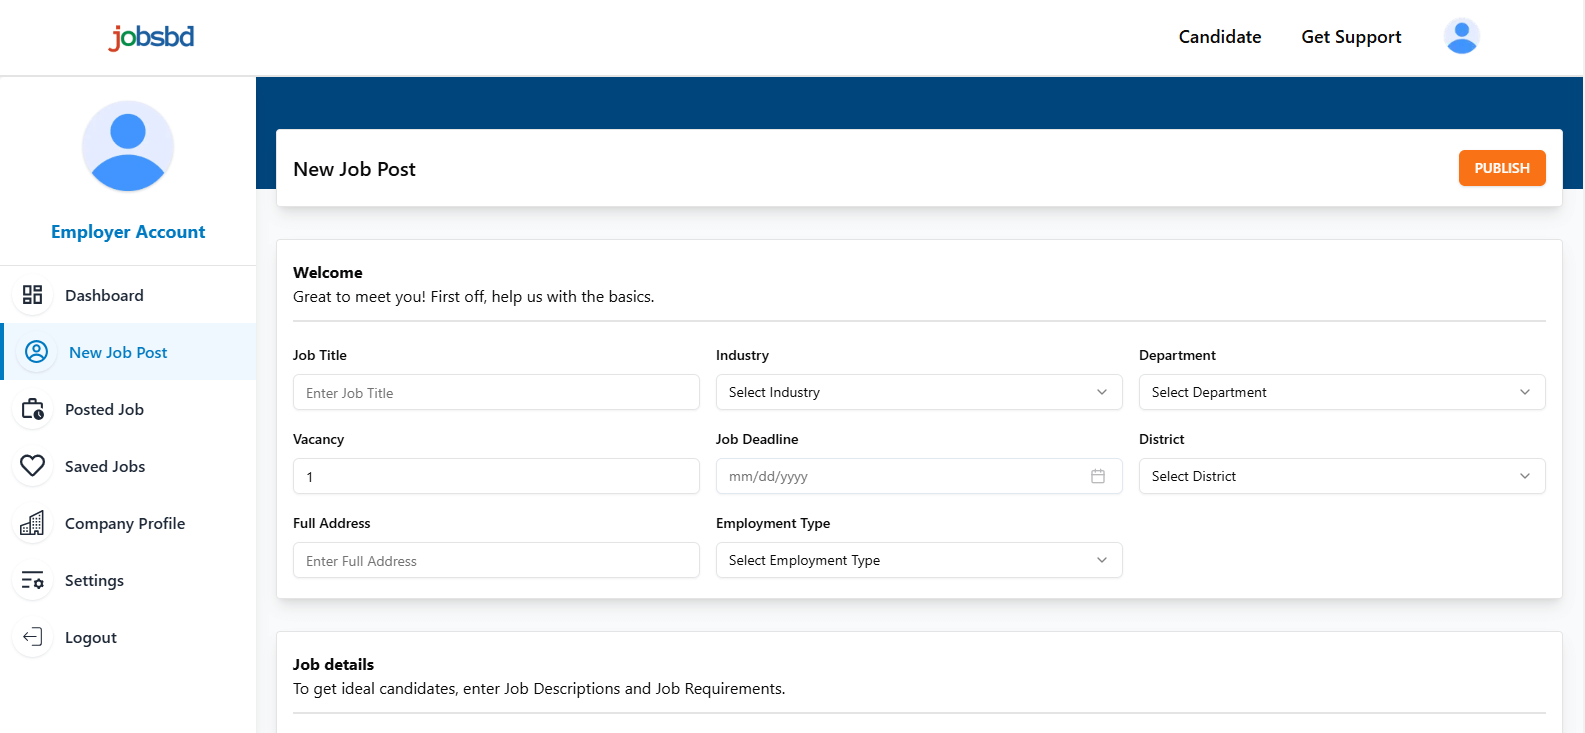 jobsbd
Candidate
Get Support
Employer Account
Dashboard
New Job Post
Posted Job
Saved Jobs
Company Profile
Settings
Logout
New Job Post
PUBLISH
Welcome
Great to meet you! First off, help us with the basics.
Job Title
Industry
Department
Enter Job Title
Select Industry
Select Department
Vacancy
Job Deadline
District
1
mm/dd/yyyy
Select District
Full Address
Employment Type
Enter Full Address
Select Employment Type
Job details
To get ideal candidates, enter Job Descriptions and Job Requirements.